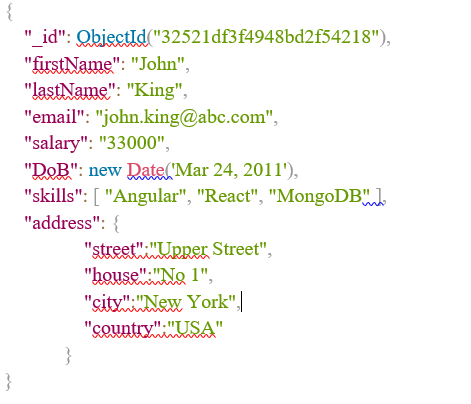 {
"_id": ObjectId("32521df3f4948bd2f54218"),
"firstName": "John",
"lastName": "King",
"email": "john.king@abc.com",
"salary": "33000",
"DoB": new Date('Mar 24, 2011'),
"skills": [ "Angular", "React", "MongoDB" ],
"address": {
"street":"Upper Street",
"house":"No 1",
"city":"New York",
"country":"USA"
}
}